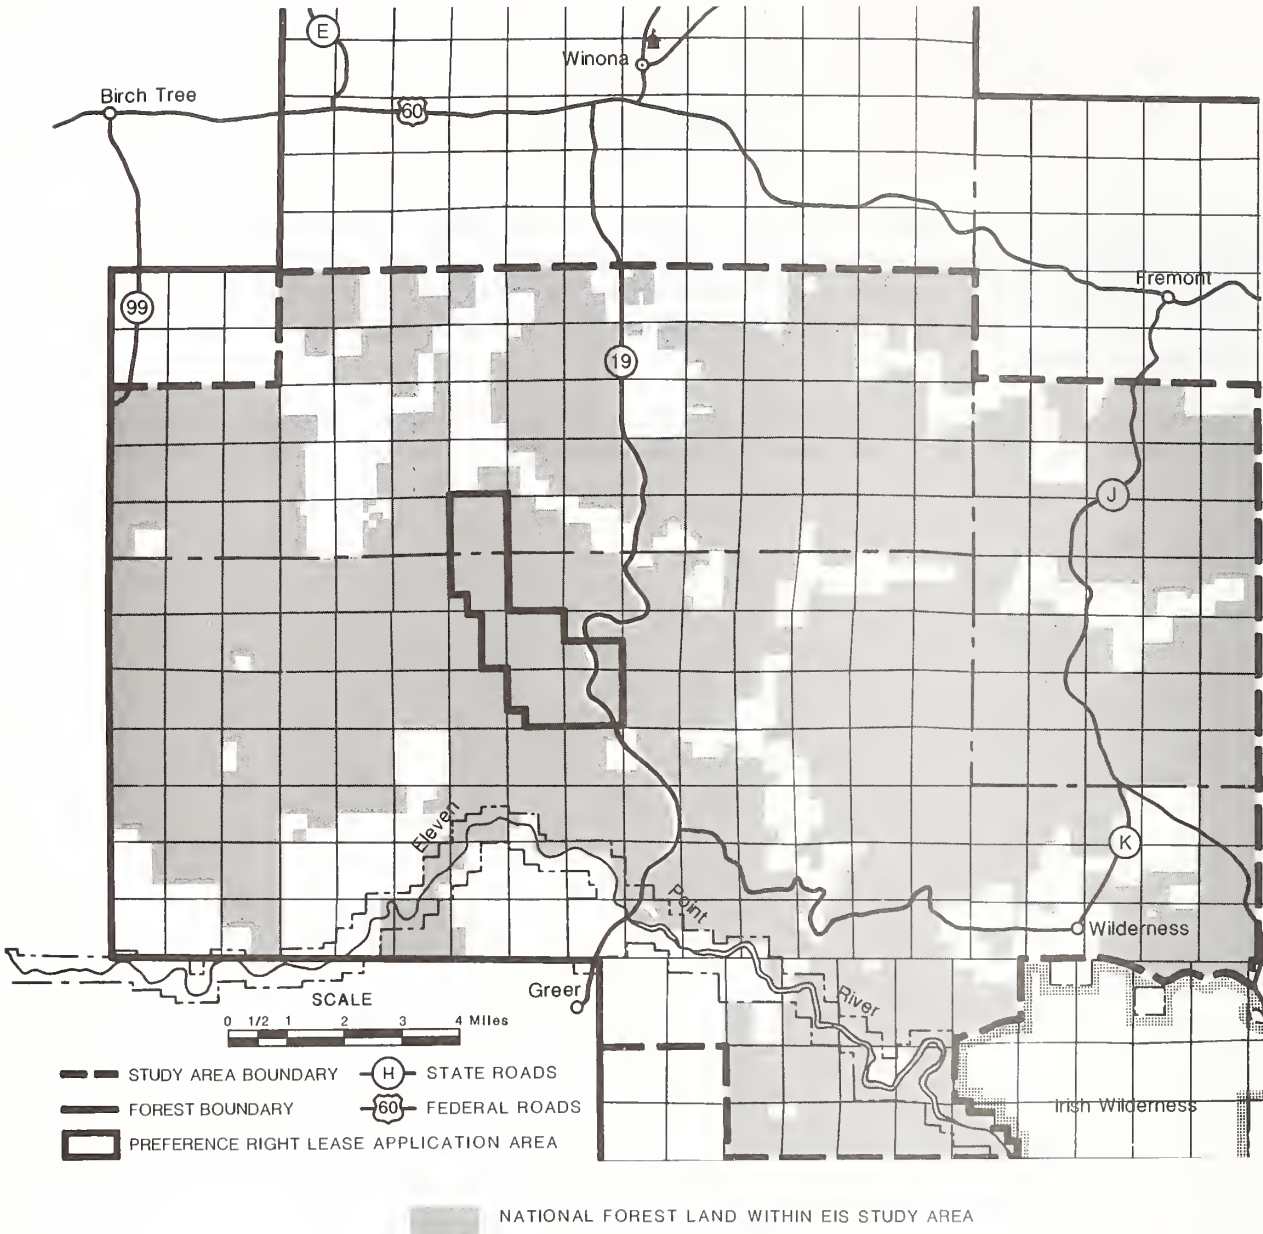 E
Winona
Birch Tree
60
Fremont
99
19
J
Eleven
K
Point
Wilderness
Greer
River
SCALE
0 1/2 1 2 3 4 Miles
STUDY AREA BOUNDARY
H STATE ROADS
FOREST BOUNDARY
60 FEDERAL ROADS
Irish Wilderness
PREFERENCE RIGHT LEASE APPLICATION AREA
NATIONAL FOREST LAND WITHIN EIS STUDY AREA